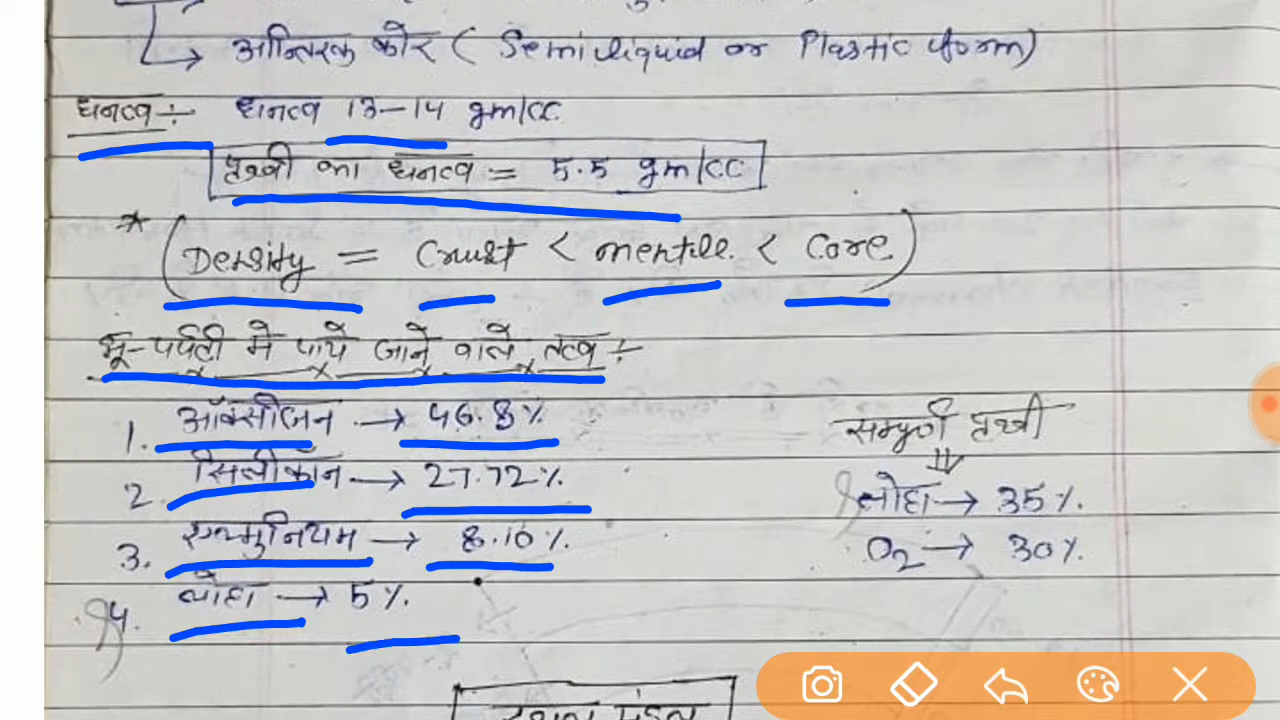 → आन्तिरक कोर ( Semi liquid or Plastic form)
घनत्व ÷ घनत्व 13-14 gm/cc
पृथ्वी का घनत्व = 5.5 gm/cc
* (Density = Crust < mentile < Core)
भू-पर्पटी में पाये जाने वाले तत्व ÷
1. ऑक्सीजन → 46.8%
2. सिलीकॉन → 27.72%
3. एल्युमुनियम → 8.10%
4. लोहा → 5%.
सम्पूर्ण पृथ्वी
⇓
लोहा → 35%.
O2 → 30%.